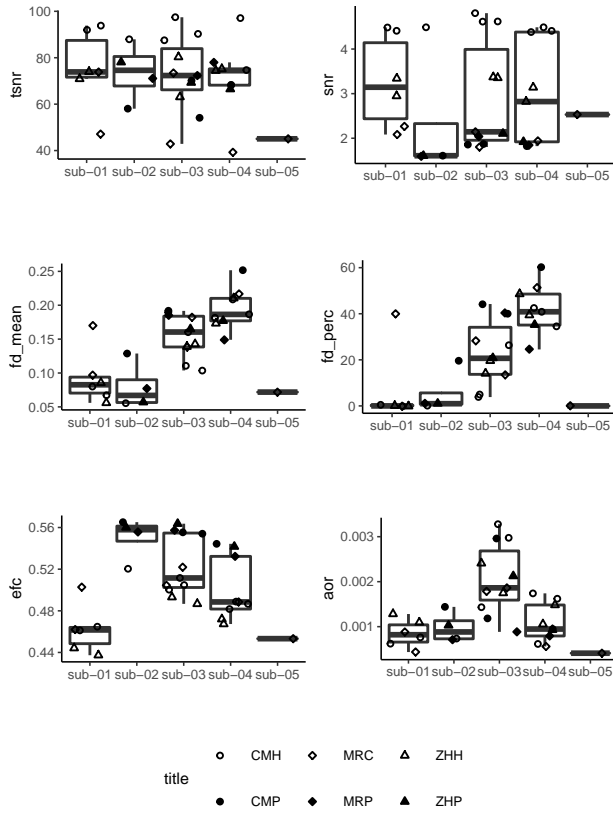 tsnr
100
80
60
40
sub−01 sub−02 sub−03 sub−04 sub−05
snr
4
3
2
sub−01 sub−02 sub−03 sub−04 sub−05
fd_mean
0.25
0.20
0.15
0.10
0.05
sub−01 sub−02 sub−03 sub−04 sub−05
fd_perc
60
40
20
0
sub−01 sub−02 sub−03 sub−04 sub−05
efc
0.56
0.52
0.48
0.44
sub−01 sub−02 sub−03 sub−04 sub−05
aor
0.003
0.002
0.001
sub−01 sub−02 sub−03 sub−04 sub−05
title
CMH MRC ZHH
CMP MRP ZHP